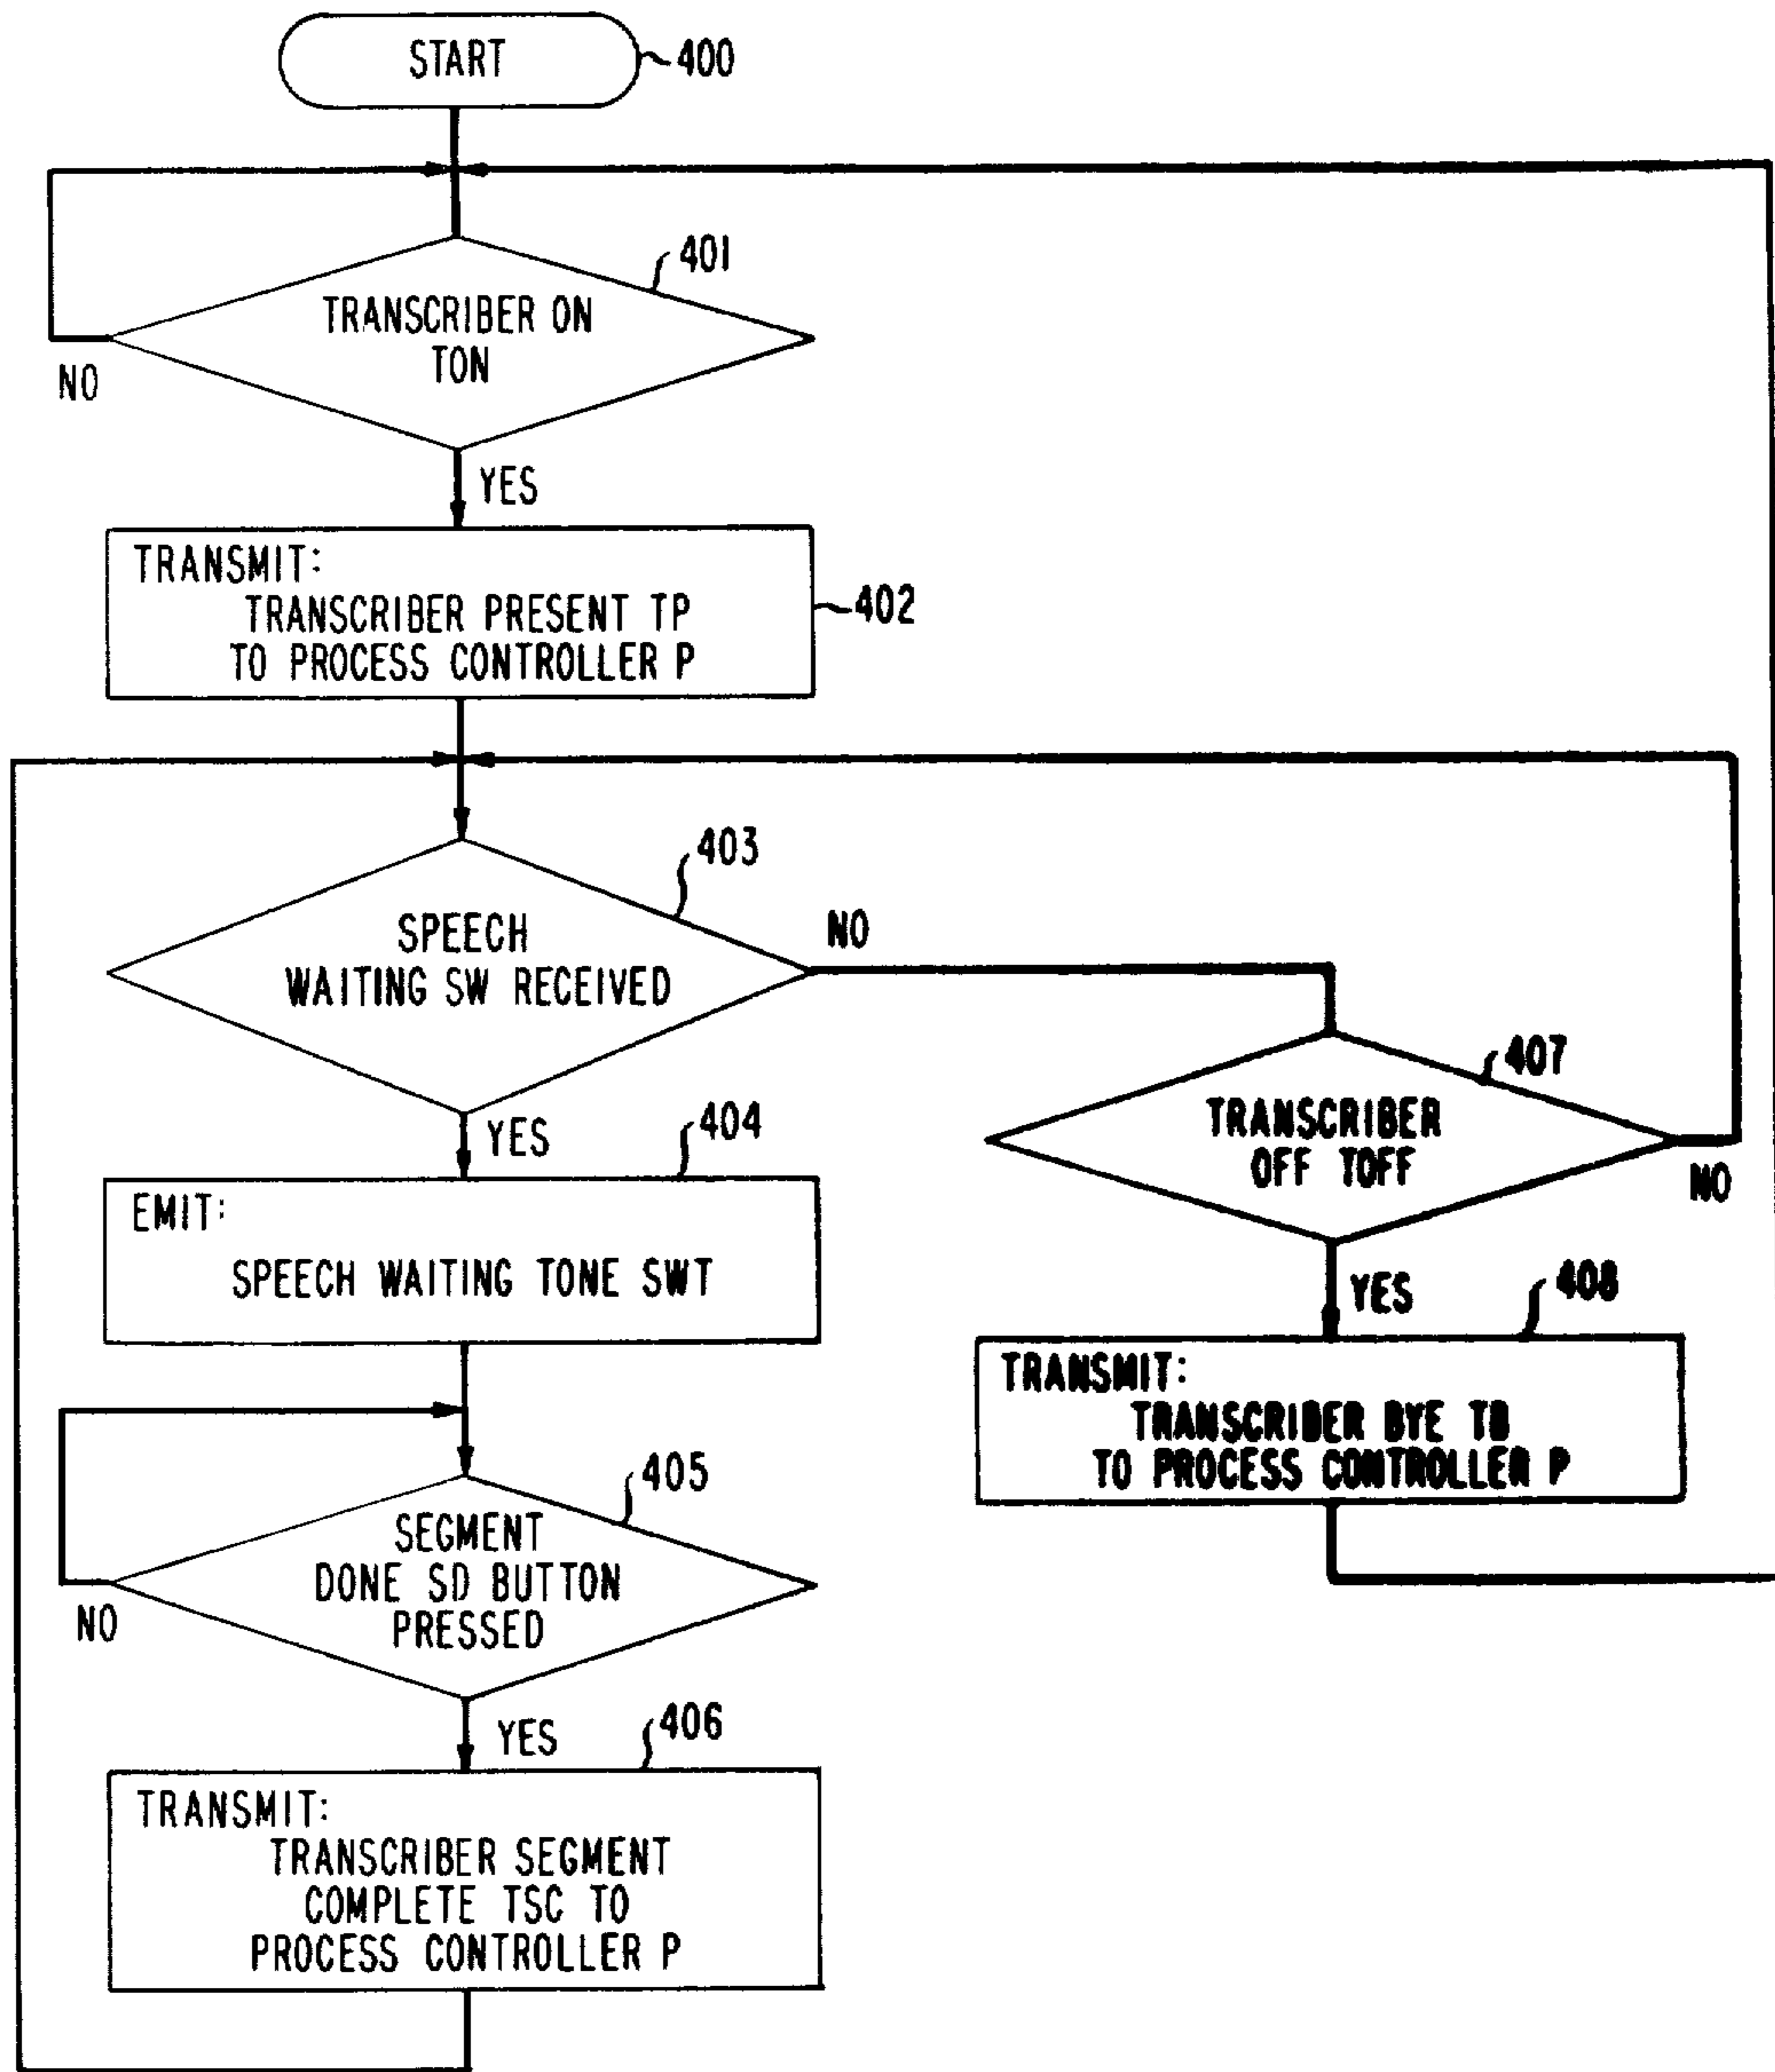 START
400
401
TRANSCRIBER ON
TON
NO
YES
TRANSMIT:
TRANSCRIBER PRESENT TP
TO PROCESS CONTROLLER P
402
403
SPEECH
WAITING SW RECEIVED
NO
YES
404
EMIT:
SPEECH WAITING TONE SWT
407
TRANSCRIBER
OFF TOFF
NO
YES
408
TRANSMIT:
TRANSCRIBER BYE TB
TO PROCESS CONTROLLER P
405
SEGMENT
DONE SD BUTTON
PRESSED
NO
YES
406
TRANSMIT:
TRANSCRIBER SEGMENT
COMPLETE TSC TO
PROCESS CONTROLLER P